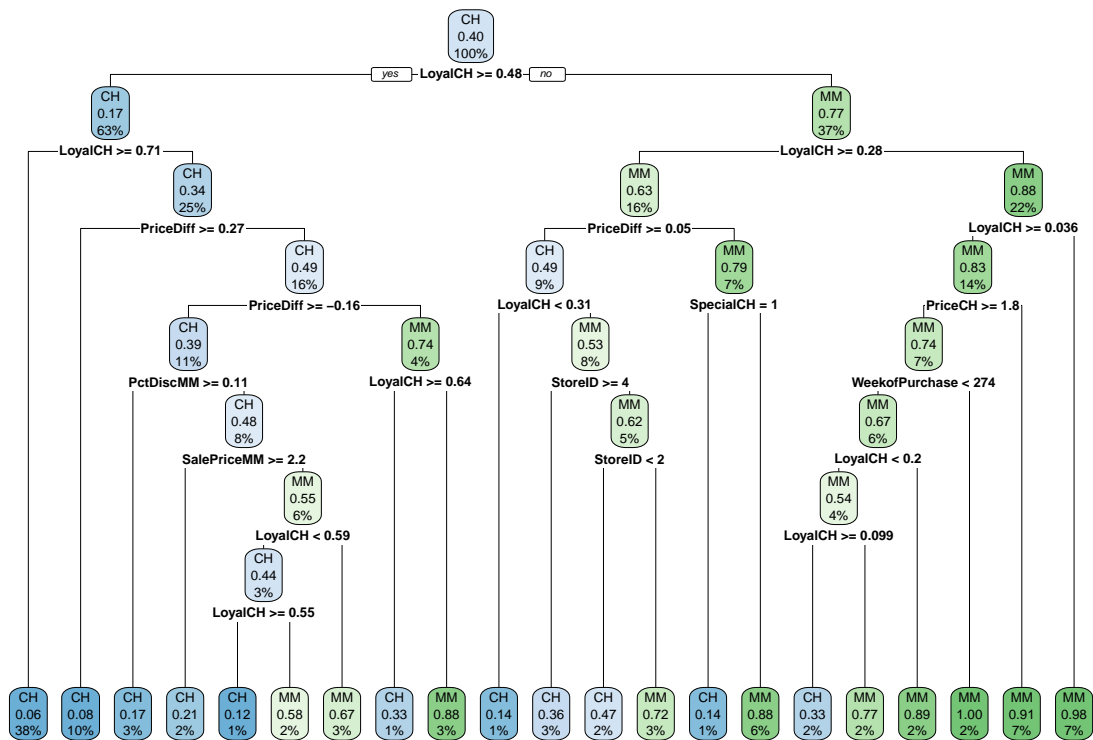 CH
0.40
100%
yes LoyalCH >= 0.48 no
CH
0.17
63%
MM
0.77
37%
LoyalCH >= 0.71
LoyalCH >= 0.28
CH
0.34
25%
MM
0.63
16%
MM
0.88
22%
PriceDiff >= 0.27
PriceDiff >= 0.05
LoyalCH >= 0.036
CH
0.49
16%
CH
0.49
9%
MM
0.79
7%
MM
0.83
14%
PriceDiff >= −0.16
LoyalCH < 0.31
SpecialCH = 1
PriceCH >= 1.8
CH
0.39
11%
MM
0.74
4%
MM
0.53
8%
MM
0.74
7%
PctDiscMM >= 0.11
LoyalCH >= 0.64
StoreID >= 4
WeekofPurchase < 274
CH
0.48
8%
MM
0.62
5%
MM
0.67
6%
SalePriceMM >= 2.2
StoreID < 2
LoyalCH < 0.2
MM
0.55
6%
MM
0.54
4%
LoyalCH < 0.59
LoyalCH >= 0.099
CH
0.44
3%
LoyalCH >= 0.55
CH
0.06
38%
CH
0.08
10%
CH
0.17
3%
CH
0.21
2%
CH
0.12
1%
MM
0.58
2%
MM
0.67
3%
CH
0.33
1%
MM
0.88
3%
CH
0.14
1%
CH
0.36
3%
CH
0.47
2%
MM
0.72
3%
CH
0.14
1%
MM
0.88
6%
CH
0.33
2%
MM
0.77
2%
MM
0.89
2%
MM
1.00
2%
MM
0.91
7%
MM
0.98
7%